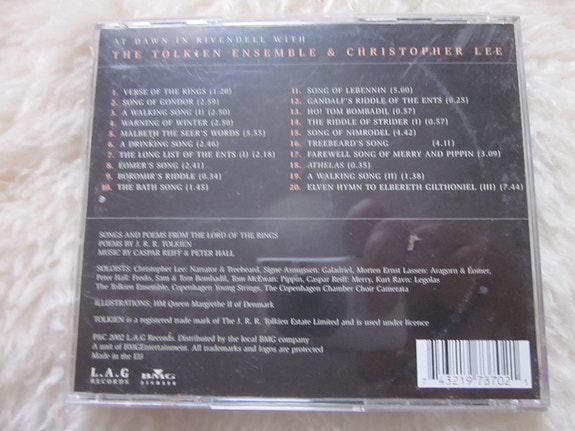 AT DAWN IN RIVENDELL WITH
THE TOLKIEN ENSEMBLE & CHRISTOPHER LEE
1. VERSE OF THE RINGS (1.20)
2. SONG OF GONDOR (2.59)
3. A WALKING SONG (I) (2.50)
4. WARNING OF WINTER (2.50)
5. MALBETH THE SEER'S WORDS (5.55)
6. A DRINKING SONG (2.46)
7. THE LONG LIST OF THE ENTS (I) (2.18)
8. ÉOMER'S SONG (2.41)
9. BOROMIR'S RIDDLE (0.34)
10. THE BATH SONG (1.45)
11. SONG OF LEBENNIN (5.00)
12. GANDALF'S RIDDLE OF THE ENTS (0.25)
13. HO! TOM BOMBADIL (0.57)
14. THE RIDDLE OF STRIDER (I) (0.57)
15. SONG OF NIMRODEL (4.42)
16. TREEBEARD'S SONG (4.11)
17. FAREWELL SONG OF MERRY AND PIPPIN (3.09)
18. ATHELAS (0.35)
19. A WALKING SONG (II) (1.38)
20. ELVEN HYMN TO ELBERETH GILTHONIEL (III) (7.44)
SONGS AND POEMS FROM THE LORD OF THE RINGS
POEMS BY J. R. R. TOLKIEN
MUSIC BY CASPAR REIFF & PETER HALL
SOLOISTS: Christopher Lee: Narrator & Treebeard, Signe Asmussen: Galadriel, Morten Ernst Lassen: Aragorn & Éomer,
Peter Hall: Frodo, Sam & Tom Bombadil, Tom McEwan: Pippin, Caspar Reiff: Merry, Kurt Ravn: Legolas
The Tolkien Ensemble, Copenhagen Young Strings, The Copenhagen Chamber Choir Camerata
ILLUSTRATIONS; HM Queen Margrethe II of Denmark
TOLKIEN is a registered trade mark of The J. R. R. Tolkien Estate Limited and is used under licence
P&C 2002 L.A.G Records. Distributed by the local BMG company
A unit of BMGEntertainment. All trademarks and logos are protected
Made in the EU
L.A.G
RECORDS
BMG
7 43219 73702 1